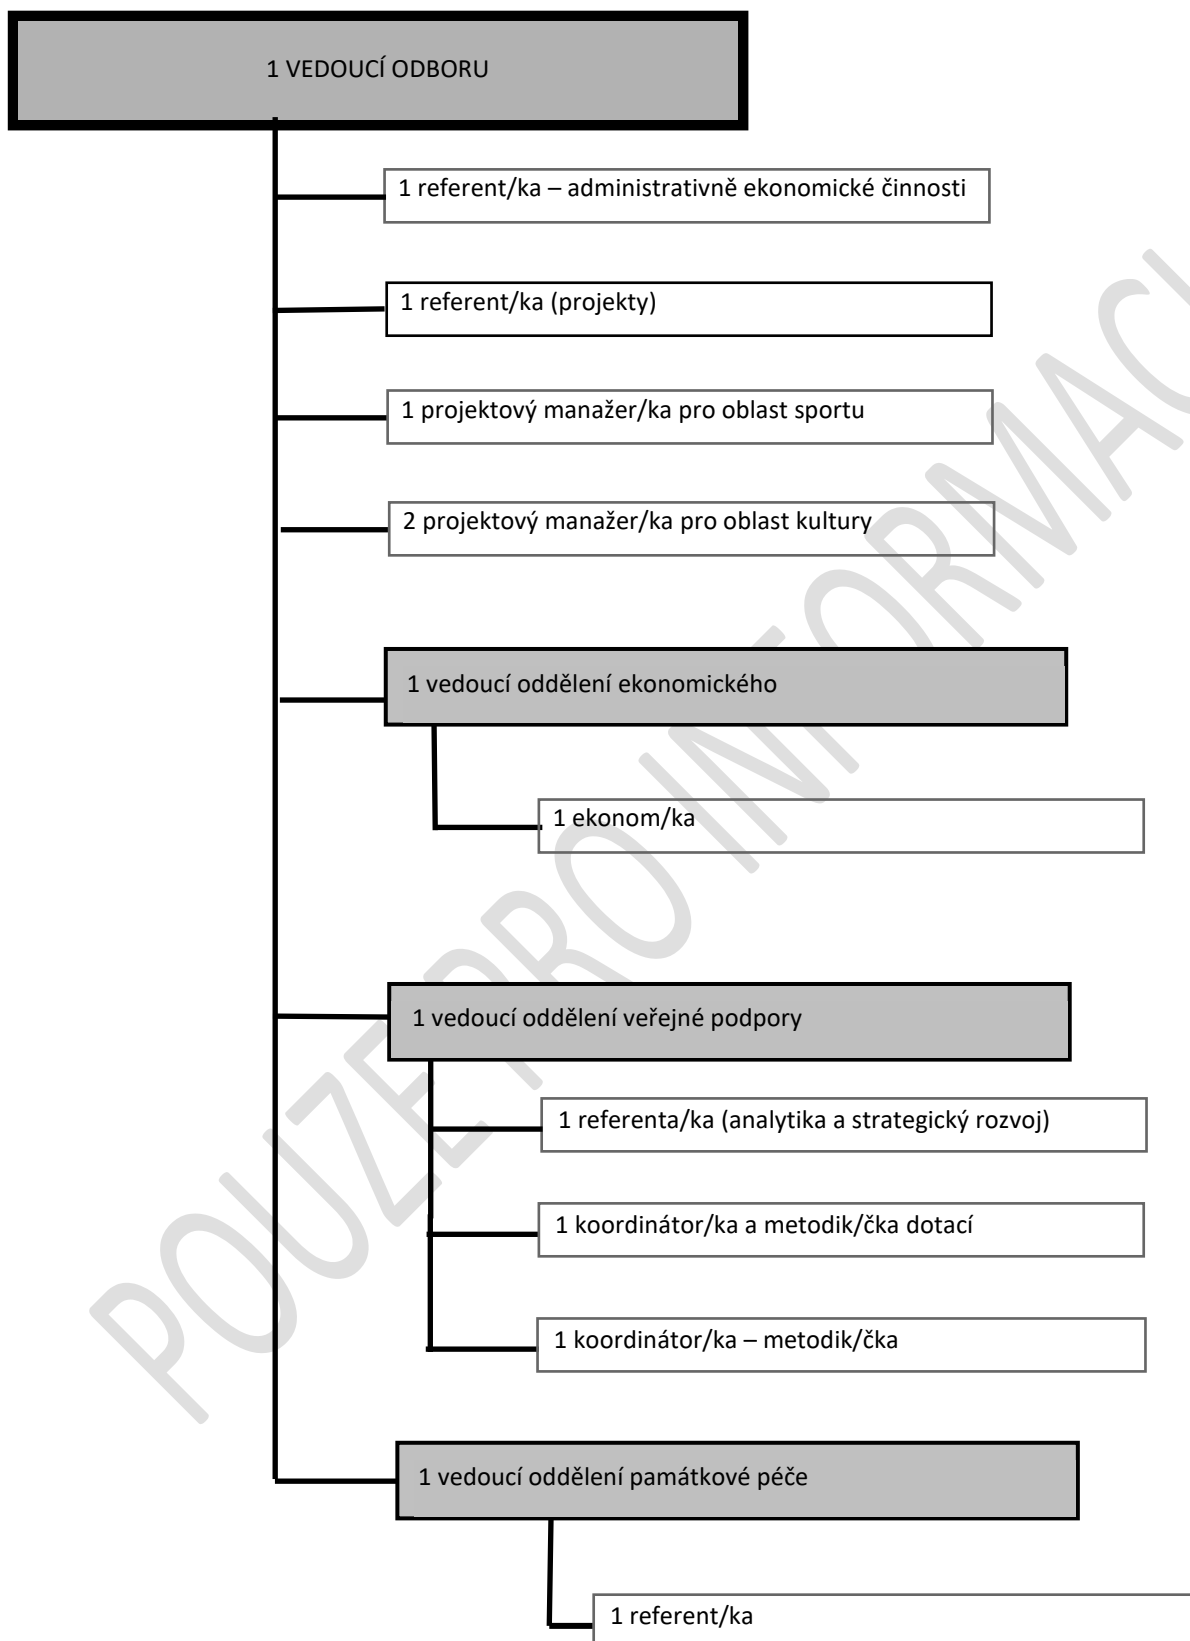 1 VEDOUCÍ ODBORU
1 referent/ka – administrativně ekonomické činnosti
1 referent/ka (projekty)
1 projektový manažer/ka pro oblast sportu
2 projektový manažer/ka pro oblast kultury
1 vedoucí oddělení ekonomického
1 ekonom/ka
1 vedoucí oddělení veřejné podpory
1 referenta/ka (analytika a strategický rozvoj)
1 koordinátor/ka a metodik/čka dotací
1 koordinátor/ka – metodik/čka
1 vedoucí oddělení památkové péče
1 referent/ka
POUZE PRO INFORMACI